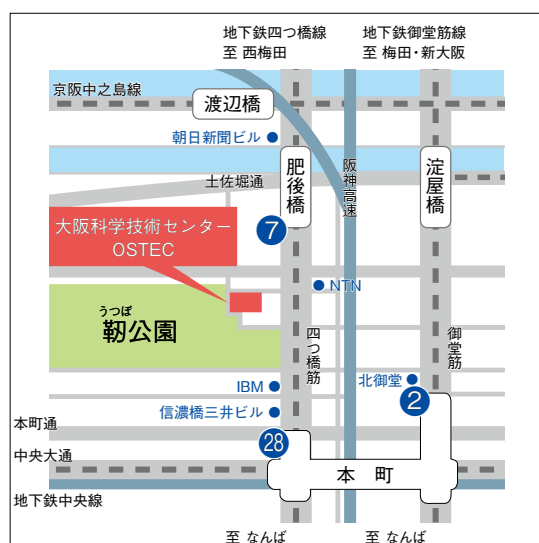 地下鉄四つ橋線
至 西梅田
地下鉄御堂筋線
至 梅田・新大阪
京阪中之島線
渡辺橋
朝日新聞ビル
肥後橋
淀屋橋
阪神高速
土佐堀通
大阪科学技術センター
OSTEC
7
NTN
うつぼ
靭公園
四つ橋筋
御堂筋
IBM
北御堂
2
信濃橋三井ビル
本町通
28
中央大通
本町
地下鉄中央線
至 なんば
至 なんば